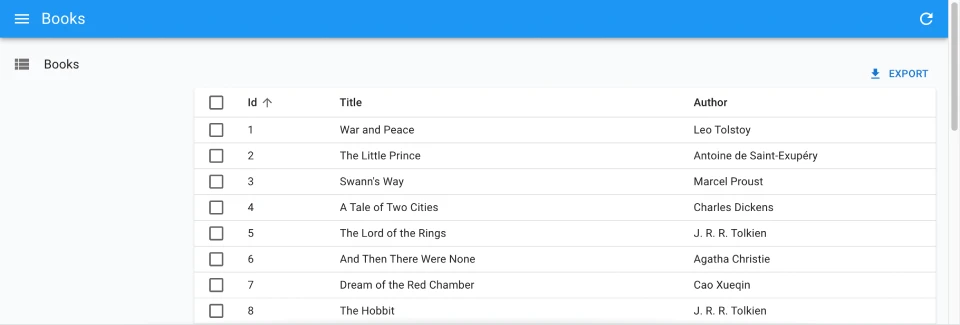 Books
Books
EXPORT
Id Title Author
1 War and Peace Leo Tolstoy
2 The Little Prince Antoine de Saint-Exupéry
3 Swann's Way Marcel Proust
4 A Tale of Two Cities Charles Dickens
5 The Lord of the Rings J. R. R. Tolkien
6 And Then There Were None Agatha Christie
7 Dream of the Red Chamber Cao Xueqin
8 The Hobbit J. R. R. Tolkien